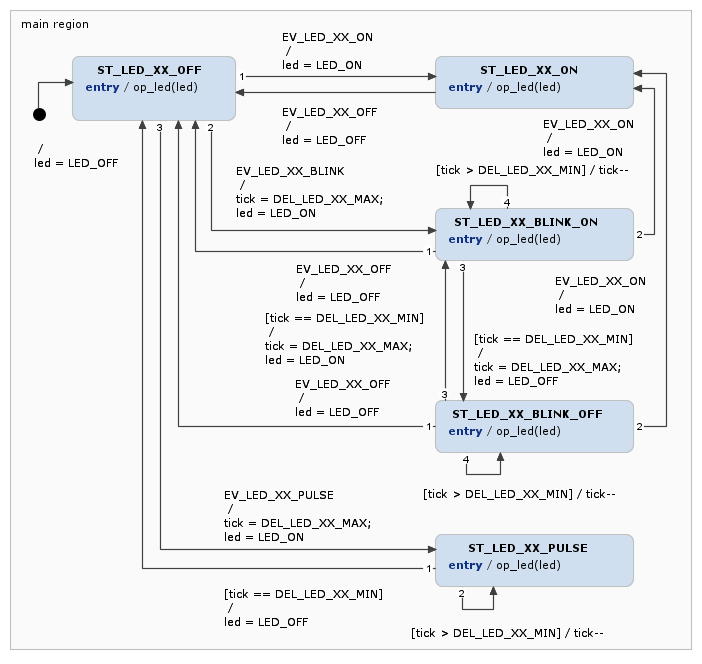 main region
EV_LED_XX_ON
/
led = LED_ON
ST_LED_XX_OFF
entry / op_led(led)
1
ST_LED_XX_ON
entry / op_led(led)
EV_LED_XX_OFF
/
led = LED_OFF
3
2
/
led = LED_OFF
EV_LED_XX_ON
/
led = LED_ON
[tick > DEL_LED_XX_MIN] / tick--
EV_LED_XX_BLINK
/
tick = DEL_LED_XX_MAX;
led = LED_ON
4
ST_LED_XX_BLINK_ON
entry / op_led(led)
2
1
3
EV_LED_XX_OFF
/
led = LED_OFF
EV_LED_XX_ON
/
led = LED_ON
[tick == DEL_LED_XX_MIN]
/
tick = DEL_LED_XX_MAX;
led = LED_ON
[tick == DEL_LED_XX_MIN]
/
tick = DEL_LED_XX_MAX;
led = LED_OFF
EV_LED_XX_OFF
/
led = LED_OFF
3
ST_LED_XX_BLINK_OFF
entry / op_led(led)
1
2
4
[tick > DEL_LED_XX_MIN] / tick--
EV_LED_XX_PULSE
/
tick = DEL_LED_XX_MAX;
led = LED_ON
ST_LED_XX_PULSE
entry / op_led(led)
1
2
[tick == DEL_LED_XX_MIN]
/
led = LED_OFF
[tick > DEL_LED_XX_MIN] / tick--